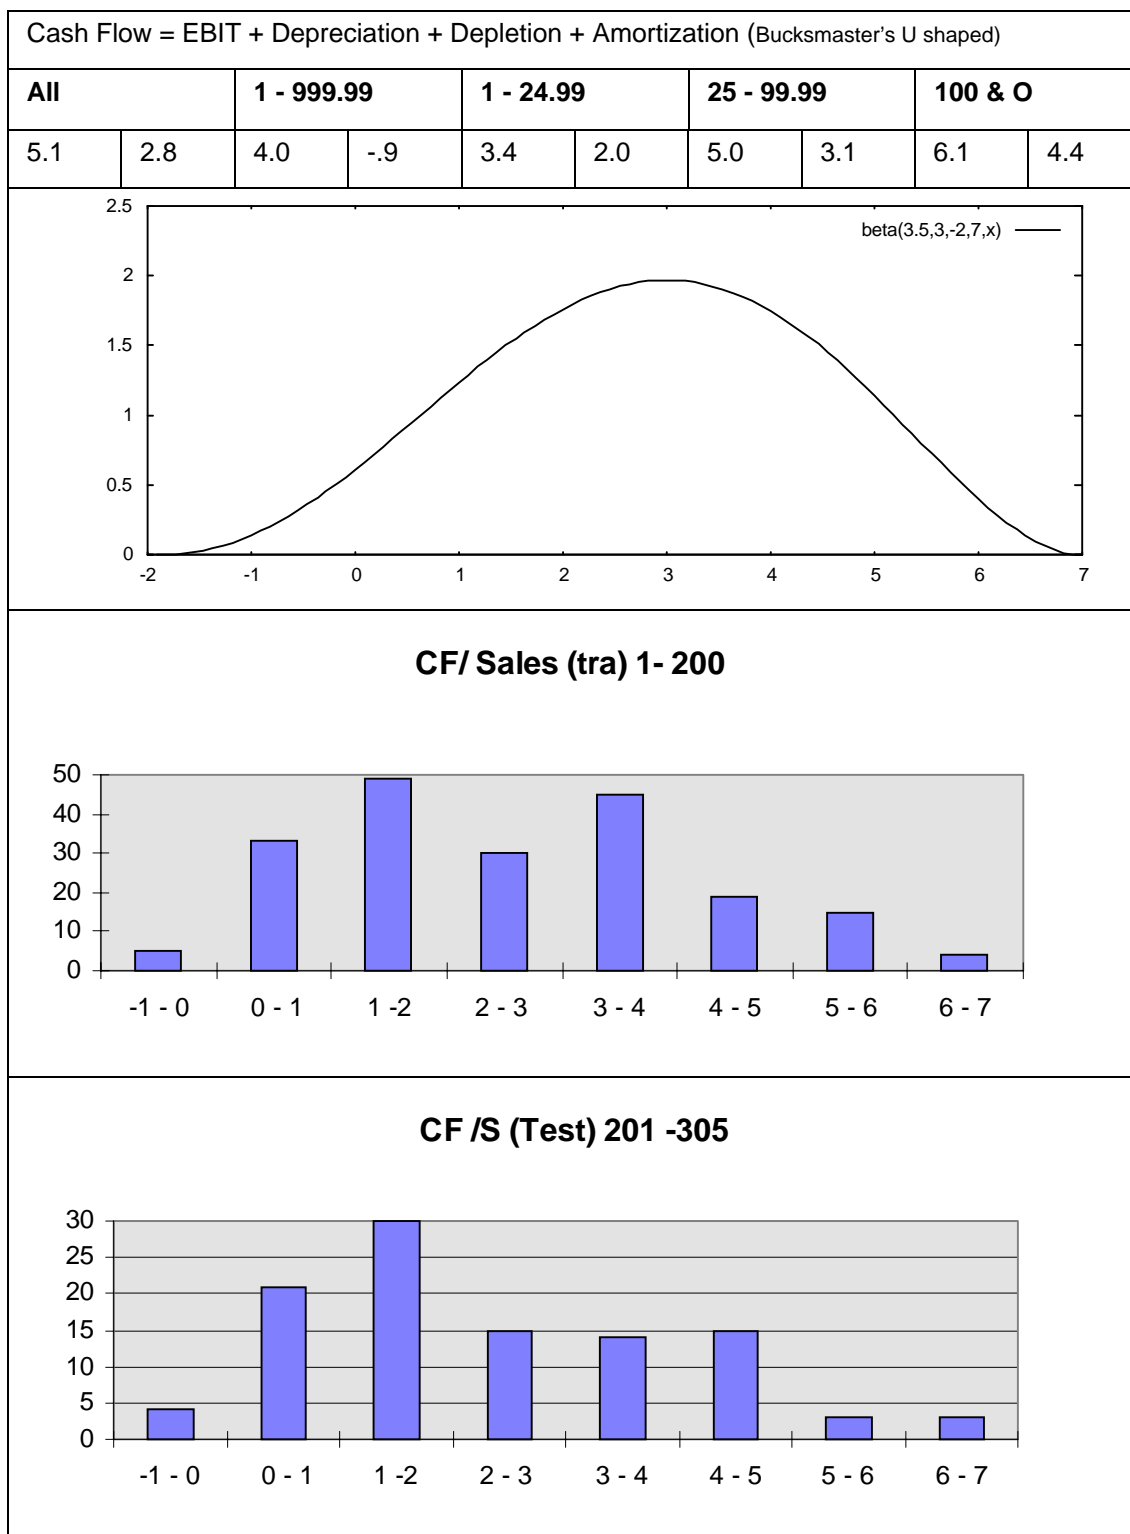 Cash Flow = EBIT + Depreciation + Depletion + Amortization (Bucksmaster's U shaped)
All 1 - 999.99 1 - 24.99 25 - 99.99 100 & O
5.1 2.8 4.0 -.9 3.4 2.0 5.0 3.1 6.1 4.4
2.5
beta(3.5,3,-2,7,x)
2
1.5
1
0.5
0
-2 -1 0 1 2 3 4 5 6 7
CF/ Sales (tra) 1- 200
50
40
30
20
10
0
-1 - 0 0 - 1 1 -2 2 - 3 3 - 4 4 - 5 5 - 6 6 - 7
CF /S (Test) 201 -305
30
25
20
15
10
5
0
-1 - 0 0 - 1 1 -2 2 - 3 3 - 4 4 - 5 5 - 6 6 - 7